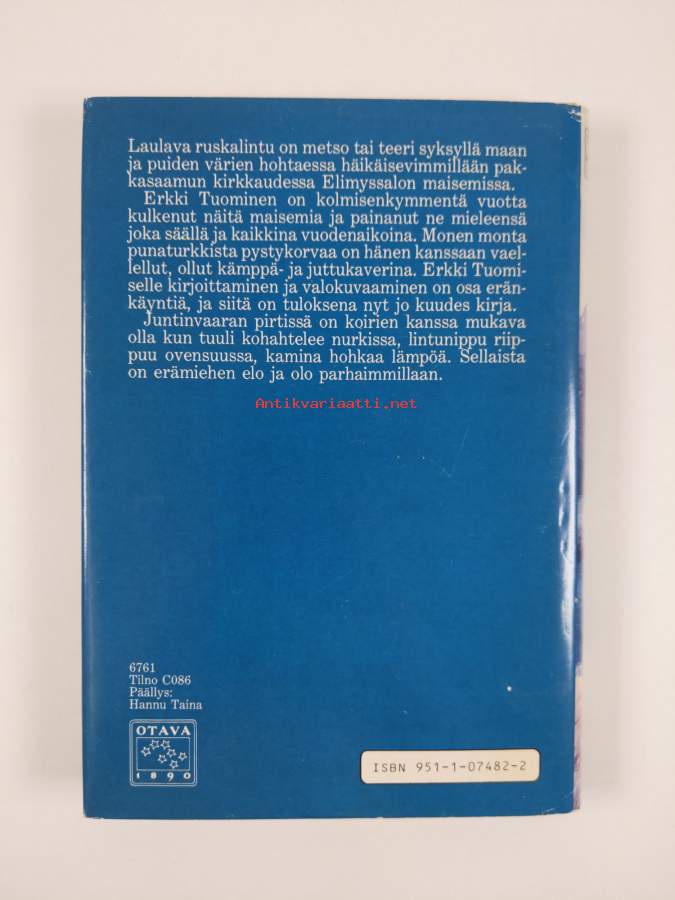 Laulava ruskalintu on metso tai teeri syksyllä maan
ja puiden värien hohtaessa häikäisevimmillään pak-
kasaamun kirkkaudessa Elimyssalon maisemissa.
Erkki Tuominen on kolmisenkymmentä vuotta
kulkenut näitä maisemia ja painanut ne mieleensä
joka säällä ja kaikkina vuodenaikoina. Monen monta
punaturkkista pystykorvaa on hänen kanssaan vael-
lellut, ollut kämppä- ja juttukaverina. Erkki Tuomi-
selle kirjoittaminen ja valokuvaaminen on osa erän-
käyntiä, ja siitä on tuloksena nyt jo kuudes kirja.
Juntinvaaran pirtissä on koirien kanssa mukava
olla kun tuuli kohahtelee nurkissa, lintunippu riip-
puu ovensuussa, kamina hohkaa lämpöä. Sellaista
on erämiehen elo ja olo parhaimmillaan.
Antikvariaatti.net
6761
Tilno C086
Päällys:
Hannu Taina
OTAVA
1890
ISBN 951-1-07482-2